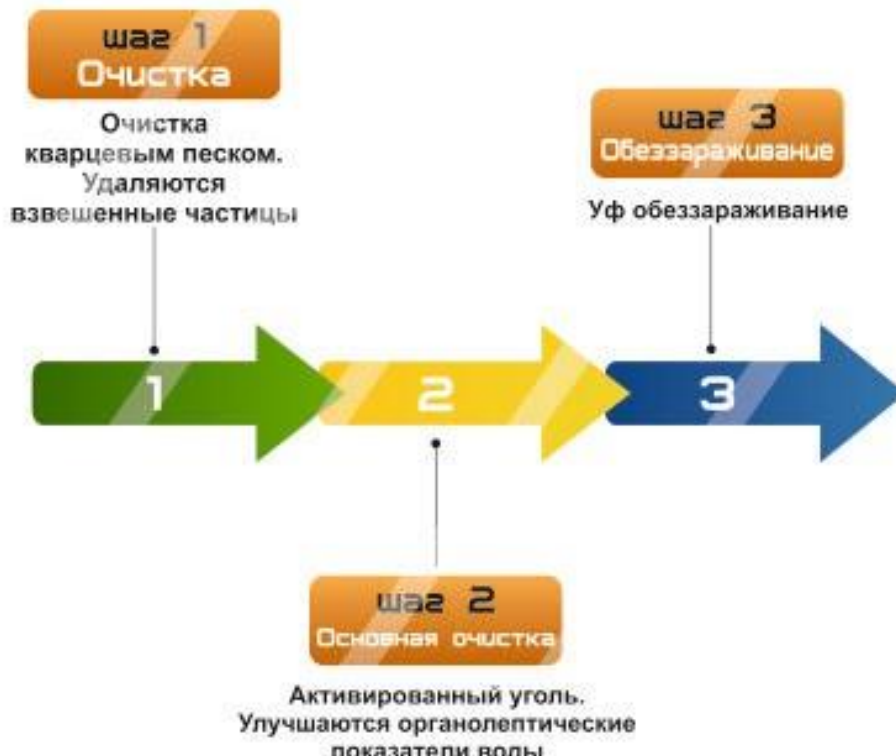 шаг 1
Очистка
Очистка
кварцевым песком.
Удаляются
взвешенные частицы
шаг 3
Обеззараживание
Уф обеззараживание
1
2
3
шаг 2
Основная очистка
Активированный уголь.
Улучшаются органолептические
показатели воды